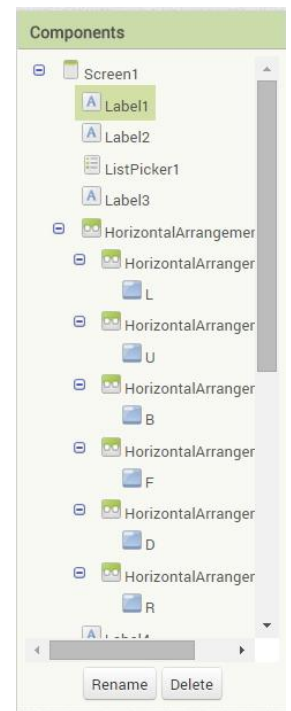 Components
Screen1
Label1
Label2
ListPicker1
Label3
HorizontalArrangemer
HorizontalArranger
L
HorizontalArranger
U
HorizontalArranger
B
HorizontalArranger
F
HorizontalArranger
D
HorizontalArranger
R
Rename Delete